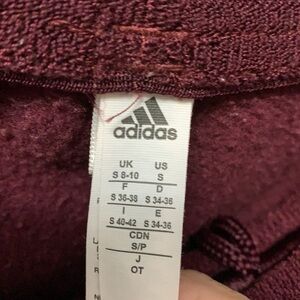 adidas
UK US
S 8-10 S
F D
S 36-38 S 34-36
I E
S 40-42 S 34-36
CDN
S/P
J
OT